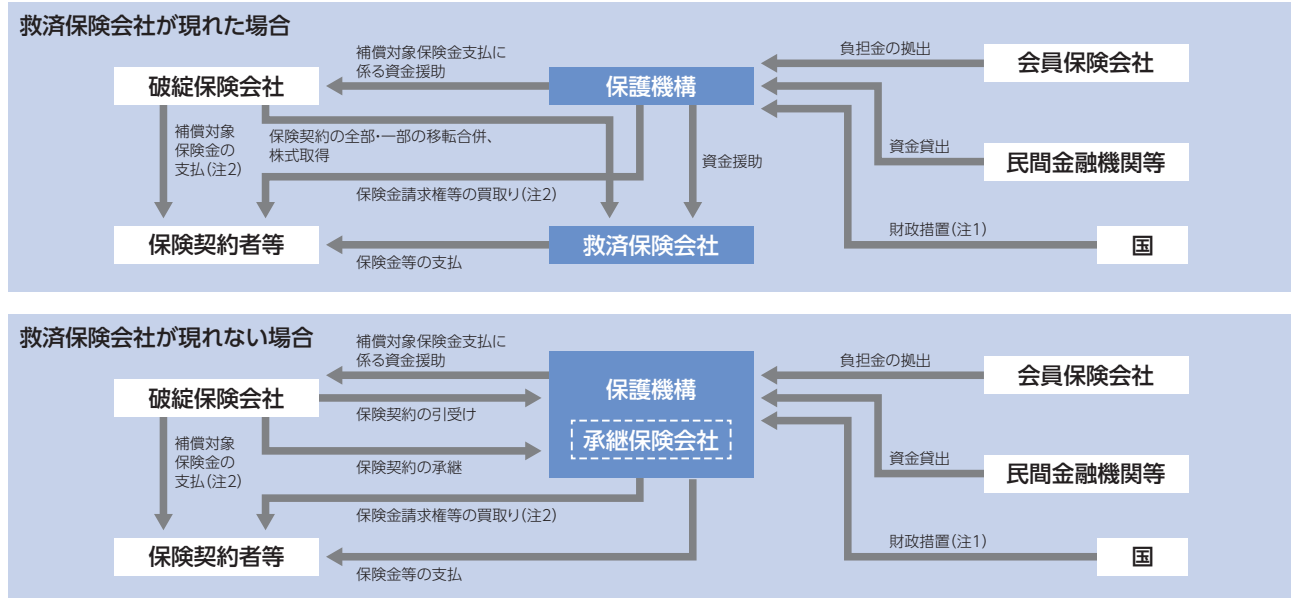 救済保険会社が現れた場合
補償対象保険金支払に
係る資金援助
負担金の拠出
会員保険会社
破綻保険会社
保護機構
補償対象
保険金の
支払(注2)
保険契約の全部・一部の移転合併、
株式取得
資金援助
資金貸出
民間金融機関等
保険金請求権等の買取り(注2)
財政措置(注1)
保険契約者等
救済保険会社
国
保険金等の支払
救済保険会社が現れない場合
補償対象保険金支払に
係る資金援助
負担金の拠出
会員保険会社
保護機構
破綻保険会社
保険契約の引受け
承継保険会社
補償対象
保険金の
支払(注2)
保険契約の承継
資金貸出
民間金融機関等
保険金請求権等の買取り(注2)
財政措置(注1)
保険契約者等
国
保険金等の支払